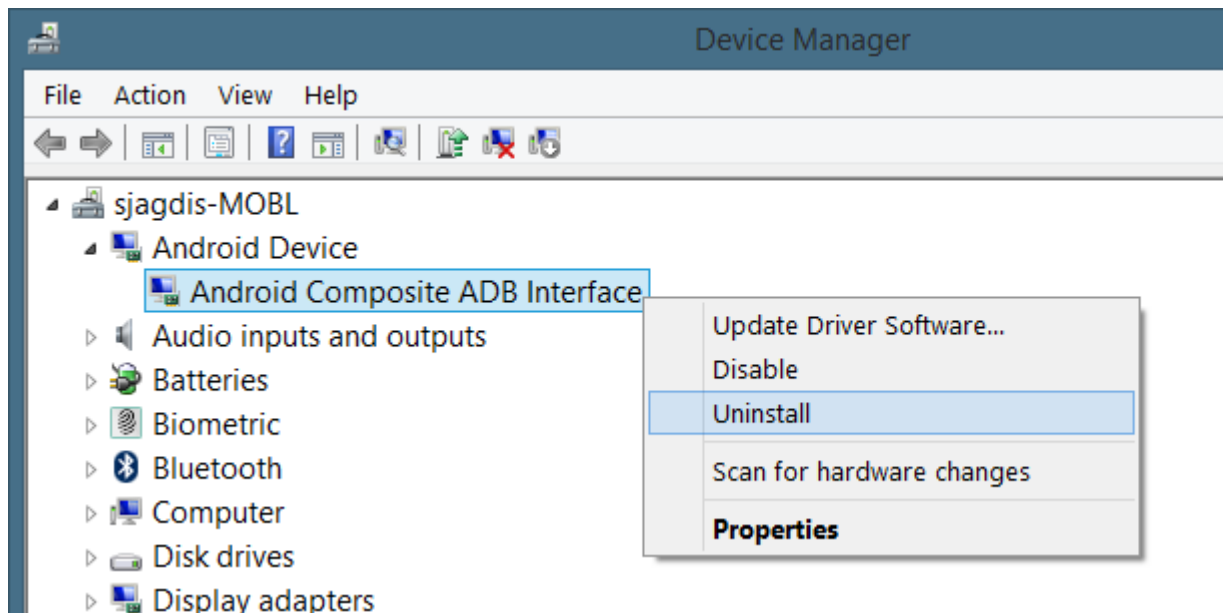 Device Manager
File Action View Help
sjagdis-MOBL
Android Device
Android Composite ADB Interface
Audio inputs and outputs
Batteries
Biometric
Bluetooth
Computer
Disk drives
Display adapters
Update Driver Software...
Disable
Uninstall
Scan for hardware changes
Properties